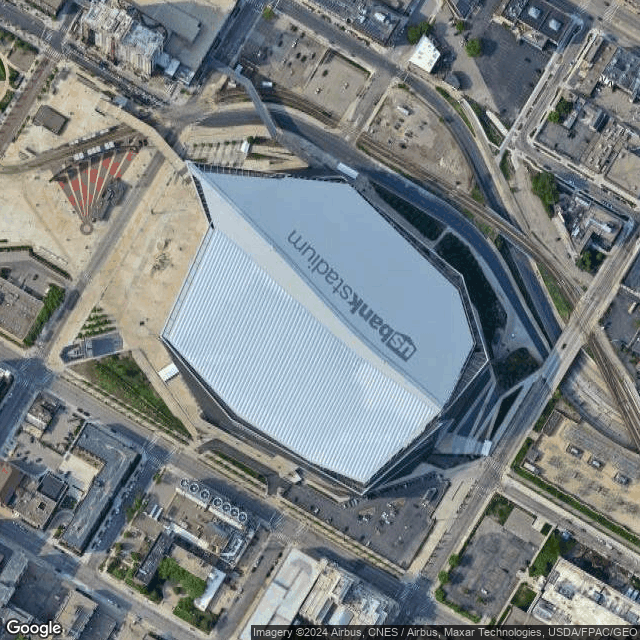 usbankstadium
Google
Imagery ©2024 Airbus, CNES / Airbus, Maxar Technologies, USDA/FPAC/GEO